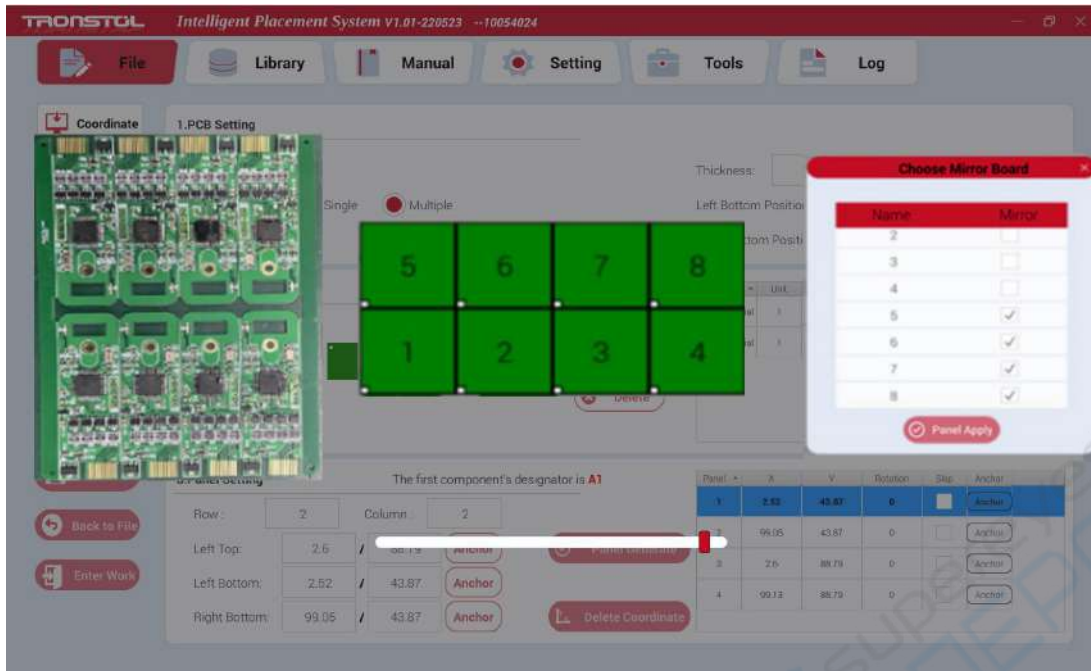 TRONSTOL Intelligent Placement System V1.01-220523 --10054024
File Library Manual Setting Tools Log
Coordinate 1.PCB Setting
Thickness:
Choose Mirror Board
Single Multiple Left Bottom Positio
Name Mirror
2
3
4
5
6
7
8
Panel Apply
ttom Positi
Unit
1
1
5 6 7 8
1 2 3 4
Delete
The first component's designator is A1
Row: 2 Column: 2
Left Top: 2.6 / 88.79 Anchor
Left Bottom: 2.52 / 43.87 Anchor
Right Bottom: 99.05 / 43.87 Anchor
Panel Generate
Delete Coordinate
Panel X Y Rotation Skip Anchor
1 2.52 43.87 0 Anchor
2 99.05 43.87 0 Anchor
3 2.6 88.79 0 Anchor
4 99.13 88.79 0 Anchor
Back to File
Enter Work